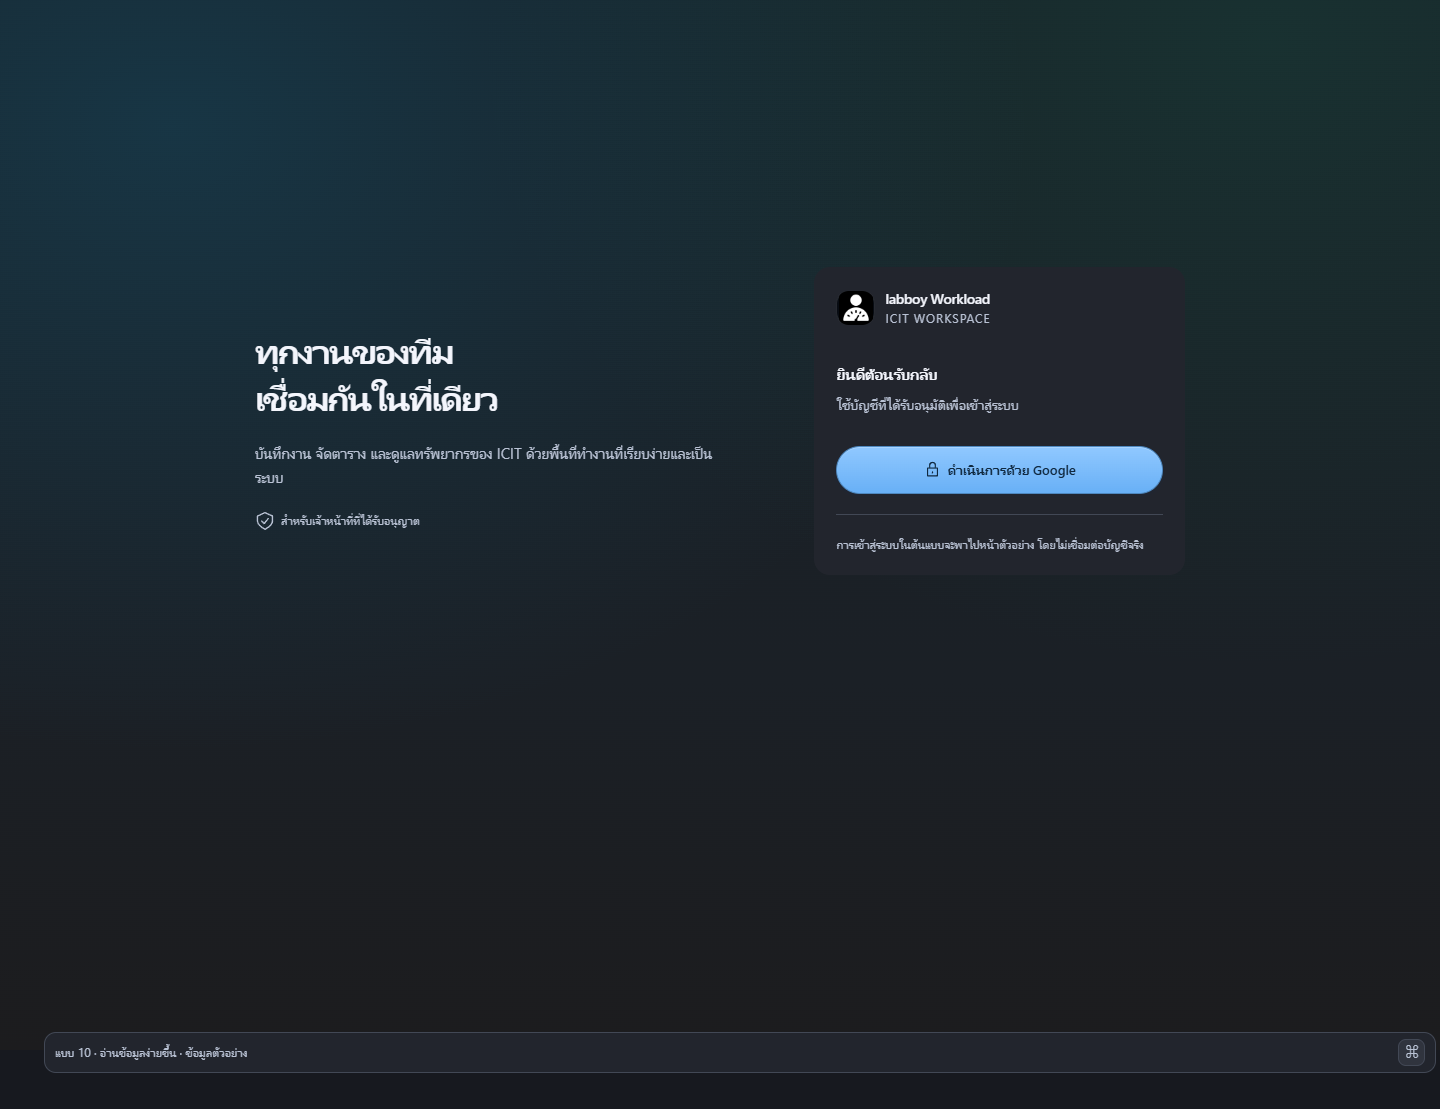 ทุกงานของทีม
เชื่อมกันในที่เดียว
บันทึกงาน จัดตาราง และดูแลทรัพยากรของ ICIT ด้วยพื้นที่ทำงานที่เรียบง่ายและเป็น
ระบบ
สำหรับเจ้าหน้าที่ที่ได้รับอนุญาต
labboy Workload
ICIT WORKSPACE
ยินดีต้อนรับกลับ
ใช้บัญชีที่ได้รับอนุมัติเพื่อเข้าสู่ระบบ
ดำเนินการด้วย Google
การเข้าสู่ระบบในต้นแบบจะพาไปหน้าตัวอย่าง โดยไม่เชื่อมต่อบัญชีจริง
แบบ 10 · อ่านข้อมูลง่ายขึ้น · ข้อมูลตัวอย่าง